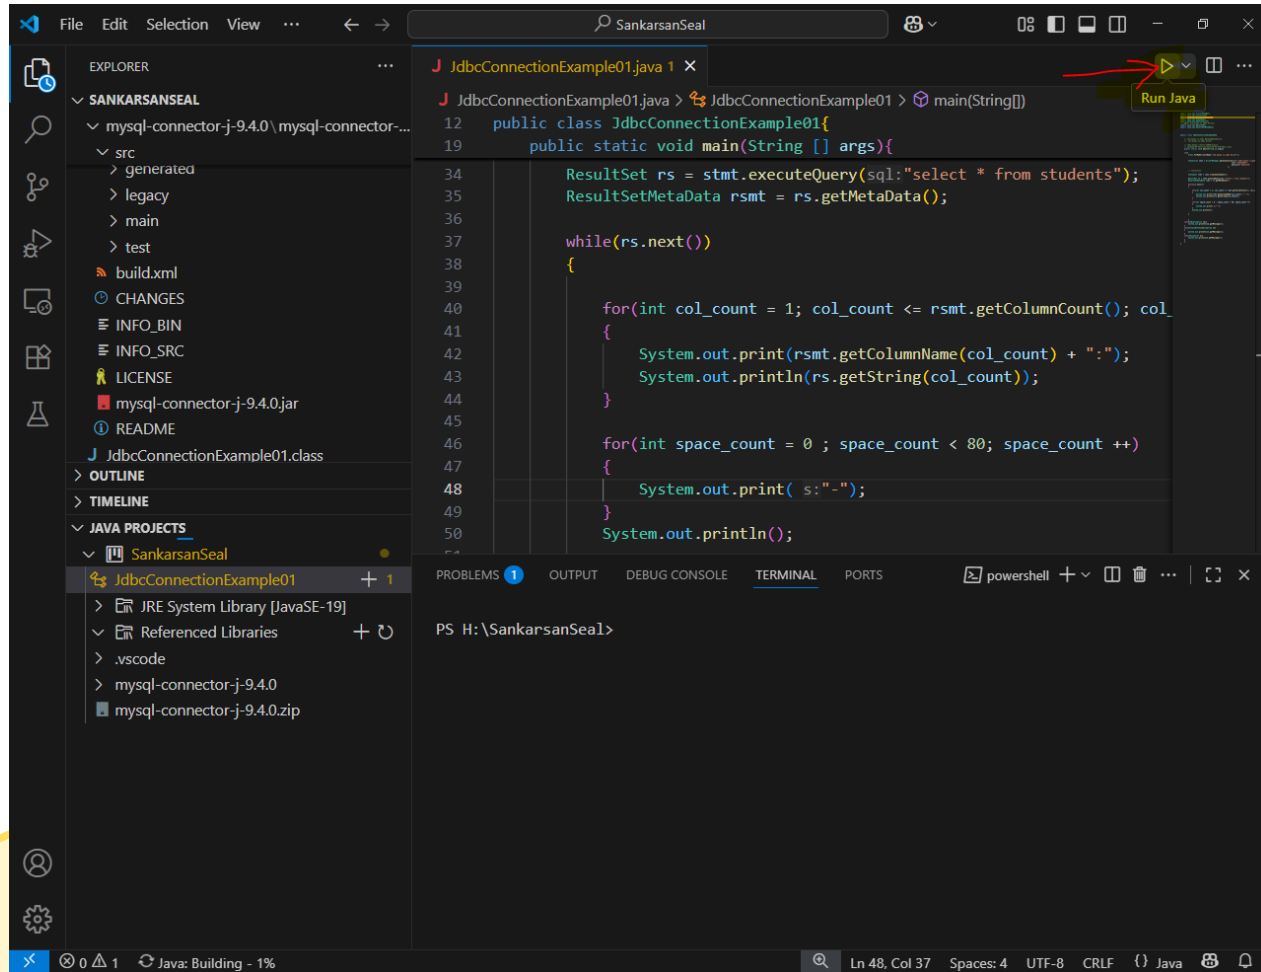 File Edit Selection View ···
SankarsanSeal
EXPLORER
SANKARSANSEAL
mysql-connector-j-9.4.0\mysql-connector-...
src
generated
legacy
main
test
build.xml
CHANGES
INFO_BIN
INFO_SRC
LICENSE
mysql-connector-j-9.4.0.jar
README
JdbcConnectionExample01.class
OUTLINE
TIMELINE
JAVA PROJECTS
SankarsanSeal
JdbcConnectionExample01 1
JRE System Library [JavaSE-19]
Referenced Libraries
.vscode
mysql-connector-j-9.4.0
mysql-connector-j-9.4.0.zip
J JdbcConnectionExample01.java 1
Run Java
J JdbcConnectionExample01.java > JdbcConnectionExample01 > main(String[])
12 public class JdbcConnectionExample01{
19 public static void main(String [] args){
34 ResultSet rs = stmt.executeQuery(sql:"select * from students");
35 ResultSetMetaData rsmt = rs.getMetaData();
36
37 while(rs.next())
38 {
39
40 for(int col_count = 1; col_count <= rsmt.getColumnCount(); col_
41 {
42 System.out.print(rsmt.getColumnName(col_count) + ":");
43 System.out.println(rs.getString(col_count));
44 }
45
46 for(int space_count = 0 ; space_count < 80; space_count ++)
47 {
48 System.out.print( s:"-");
49 }
50 System.out.println();
PROBLEMS 1 OUTPUT DEBUG CONSOLE TERMINAL PORTS
powershell
PS H:\SankarsanSeal>
0 1 Java: Building - 1%
Ln 48, Col 37 Spaces: 4 UTF-8 CRLF {} Java